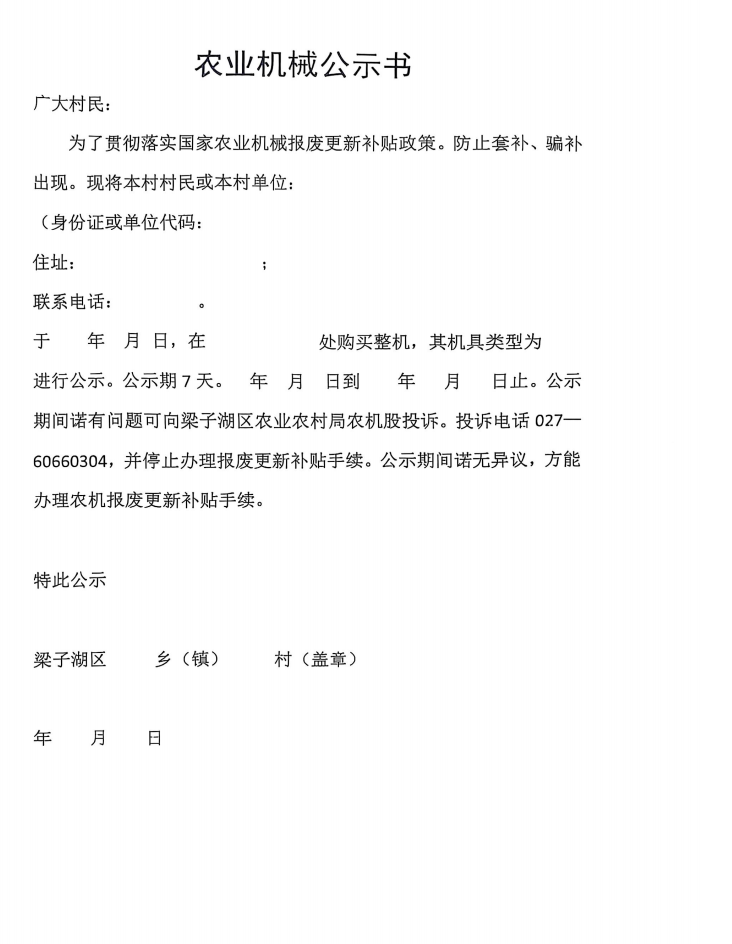 农业机械公示书
广大村民：
为了贯彻落实国家农业机械报废更新补贴政策。防止套补、骗补
出现。现将本村村民或本村单位：
（身份证或单位代码：
住址： ；
联系电话： 。
于 年 月 日，在 处购买整机，其机具类型为
进行公示。公示期 7 天。 年 月 日到 年 月 日止。公示
期间诺有问题可向梁子湖区农业农村局农机股投诉。投诉电话 027—
60660304，并停止办理报废更新补贴手续。公示期间诺无异议，方能
办理农机报废更新补贴手续。
特此公示
梁子湖区 乡（镇） 村（盖章）
年 月 日